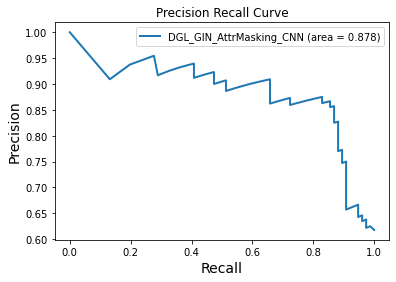 Precision Recall Curve
DGL_GIN_AttrMasking_CNN (area = 0.878)
Precision
1.00
0.95
0.90
0.85
0.80
0.75
0.70
0.65
0.60
0.0 0.2 0.4 0.6 0.8 1.0
Recall